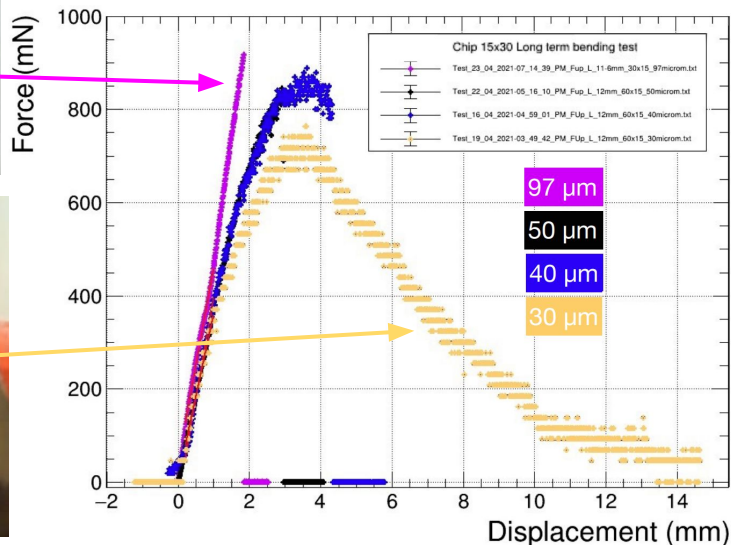 Chip 15x30 Long term bending test
Test_23_04_2021-07_14_39_PM_Fup_L_11-6mm_30x15_97microm.txt
Test_22_04_2021-05_16_10_PM_Fup_L_12mm_60x15_50microm.txt
Test_16_04_2021-04_59_01_PM_FUp_L_12mm_60x15_40microm.txt
Test_19_04_2021-03_49_42_PM_FUp_L_12mm_60x15_30microm.txt
Force (mN)
1000
800
600
400
200
0
97 µm
50 µm
40 µm
30 µm
−2 0 2 4 6 8 10 12 14
Displacement (mm)